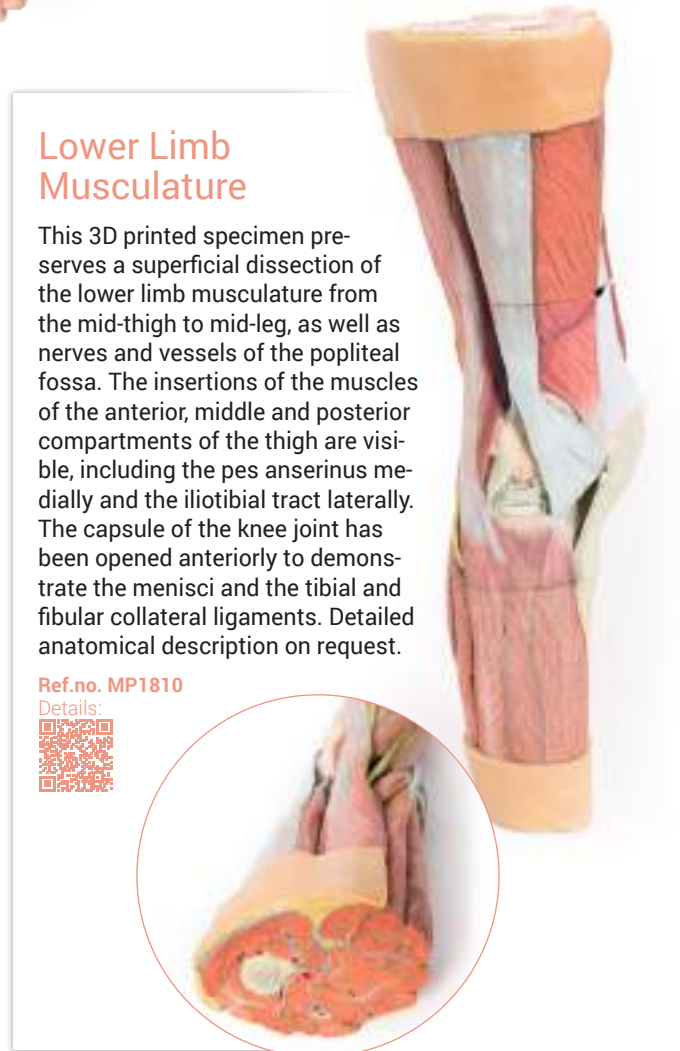 Lower Limb
Musculature
This 3D printed specimen pre-
serves a superficial dissection of
the lower limb musculature from
the mid-thigh to mid-leg, as well as
nerves and vessels of the popliteal
fossa. The insertions of the muscles
of the anterior, middle and posterior
compartments of the thigh are visi-
ble, including the pes anserinus me-
dially and the iliotibial tract laterally.
The capsule of the knee joint has
been opened anteriorly to demons-
trate the menisci and the tibial and
fibular collateral ligaments. Detailed
anatomical description on request.
Ref.no. MP1810
Details: